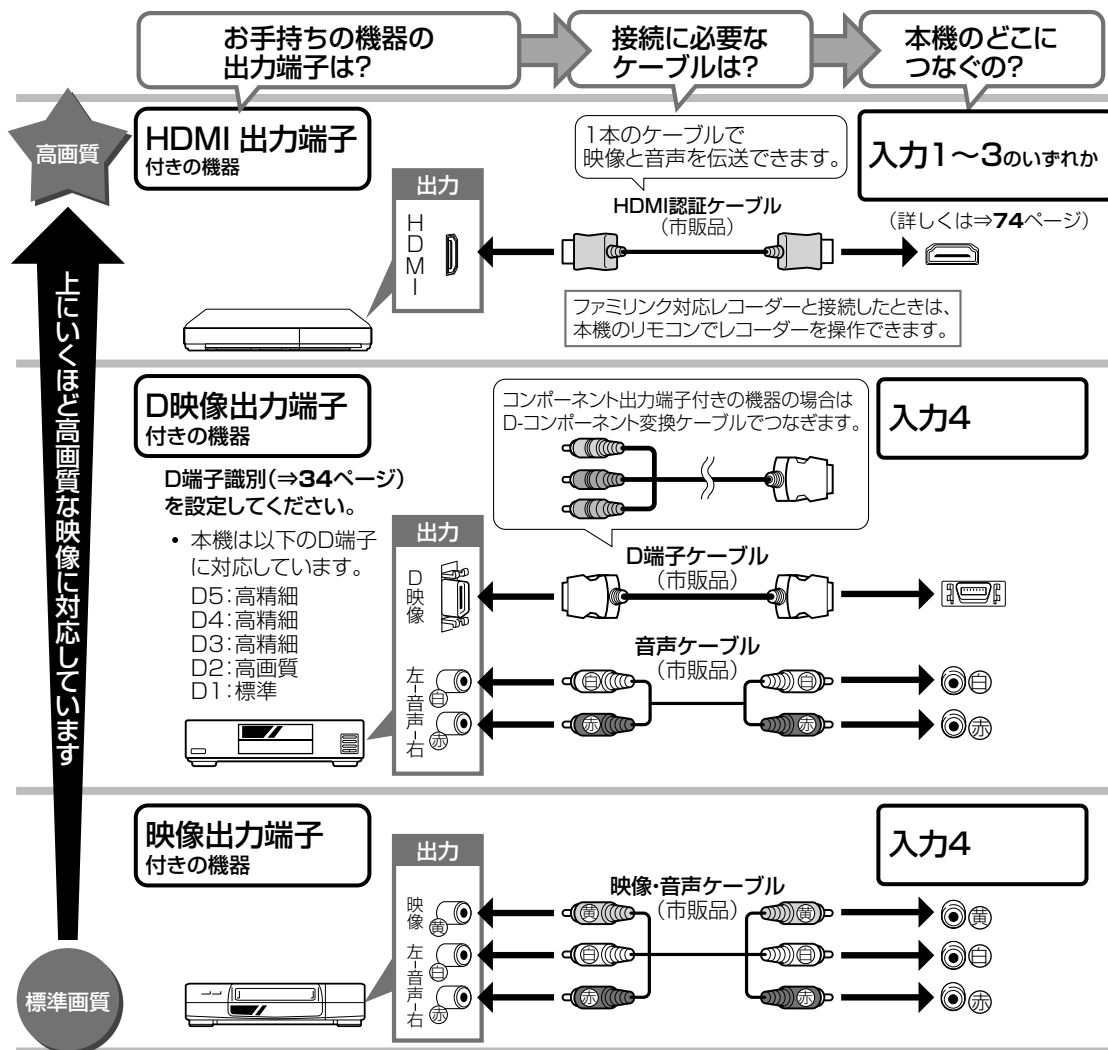 お手持ちの機器の
出力端子は?
接続に必要な
ケーブルは?
本機のどこに
つなぐの?
高画質
上にいくほど高画質な映像に対応しています
標準画質
HDMI 出力端子
付きの機器
出力
HDMI
1本のケーブルで
映像と音声を伝送できます。
HDMI認証ケーブル
(市販品)
入力1〜3のいずれか
(詳しくは⇒74ページ)
ファミリンク対応レコーダーと接続したときは、
本機のリモコンでレコーダーを操作できます。
D映像出力端子
付きの機器
D端子識別(⇒34ページ)
を設定してください。
• 本機は以下のD端子
に対応しています。
D5:高精細
D4:高精細
D3:高精細
D2:高画質
D1:標準
出力
D映像
左-音声-右
白
赤
コンポーネント出力端子付きの機器の場合は
D-コンポーネント変換ケーブルでつなぎます。
D端子ケーブル
(市販品)
音声ケーブル
(市販品)
白 白
赤 赤
入力4
白
赤
映像出力端子
付きの機器
出力
映像
黄
左-音声-右
白
赤
映像・音声ケーブル
(市販品)
黄 黄
白 白
赤 赤
入力4
黄
白
赤